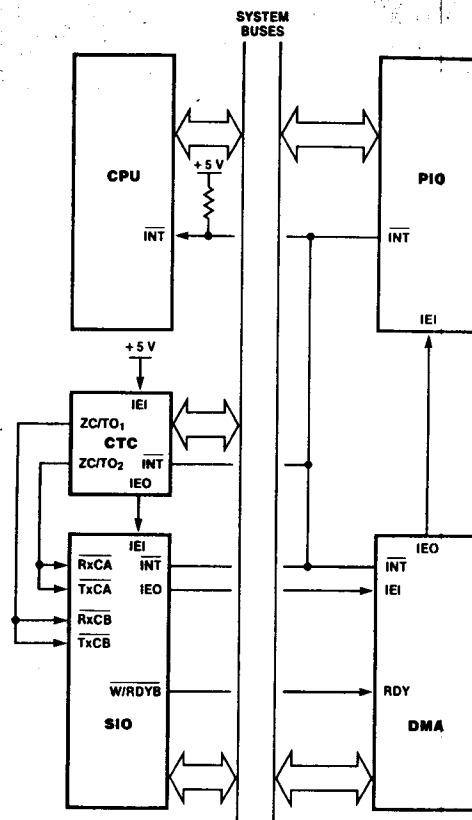 SYSTEM
BUSES
CPU
+5 V
INT
PIO
INT
IEI
+5 V
IEI
ZC/TO1
CTC
ZC/TO2
INT
IEO
IEI
RxCA
INT
TxCA
IEO
RxCB
TxCB
W/RDYB
SIO
IEO
INT
IEI
RDY
DMA